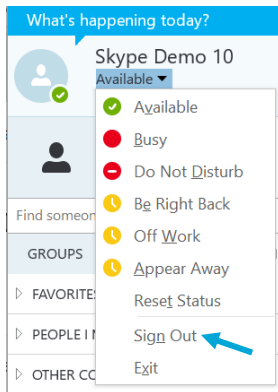 What's happening today?
Skype Demo 10
Available
Available
Busy
Do Not Disturb
Be Right Back
Find someon
Off Work
GROUPS
Appear Away
FAVORITES
Reset Status
PEOPLE I
Sign Out
OTHER CO
Exit